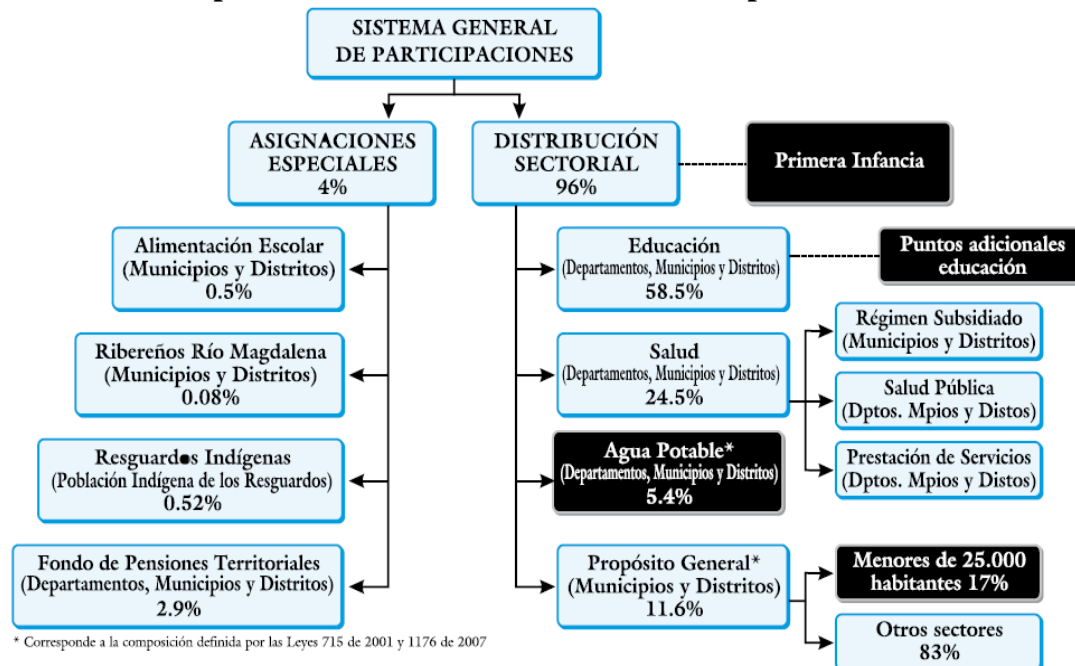 SISTEMA GENERAL
DE PARTICIPACIONES
ASIGNACIONES
ESPECIALES
4%
DISTRIBUCIÓN
SECTORIAL
96%
Primera Infancia
Alimentación Escolar
(Municipios y Distritos)
0.5%
Ribereños Río Magdalena
(Municipios y Distritos)
0.08%
Resguardos Indígenas
(Población Indígena de los Resguardos)
0.52%
Fondo de Pensiones Territoriales
(Departamentos, Municipios y Distritos)
2.9%
Educación
(Departamentos, Municipios y Distritos)
58.5%
Puntos adicionales
educación
Salud
(Departamentos, Municipios y Distritos)
24.5%
Régimen Subsidiado
(Municipios y Distritos)
Salud Pública
(Dptos. Mpios y Distos)
Prestación de Servicios
(Dptos. Mpios y Distos)
Agua Potable*
(Departamentos, Municipios y Distritos)
5.4%
Propósito General*
(Municipios y Distritos)
11.6%
Menores de 25.000
habitantes 17%
Otros sectores
83%
* Corresponde a la composición definida por las Leyes 715 de 2001 y 1176 de 2007